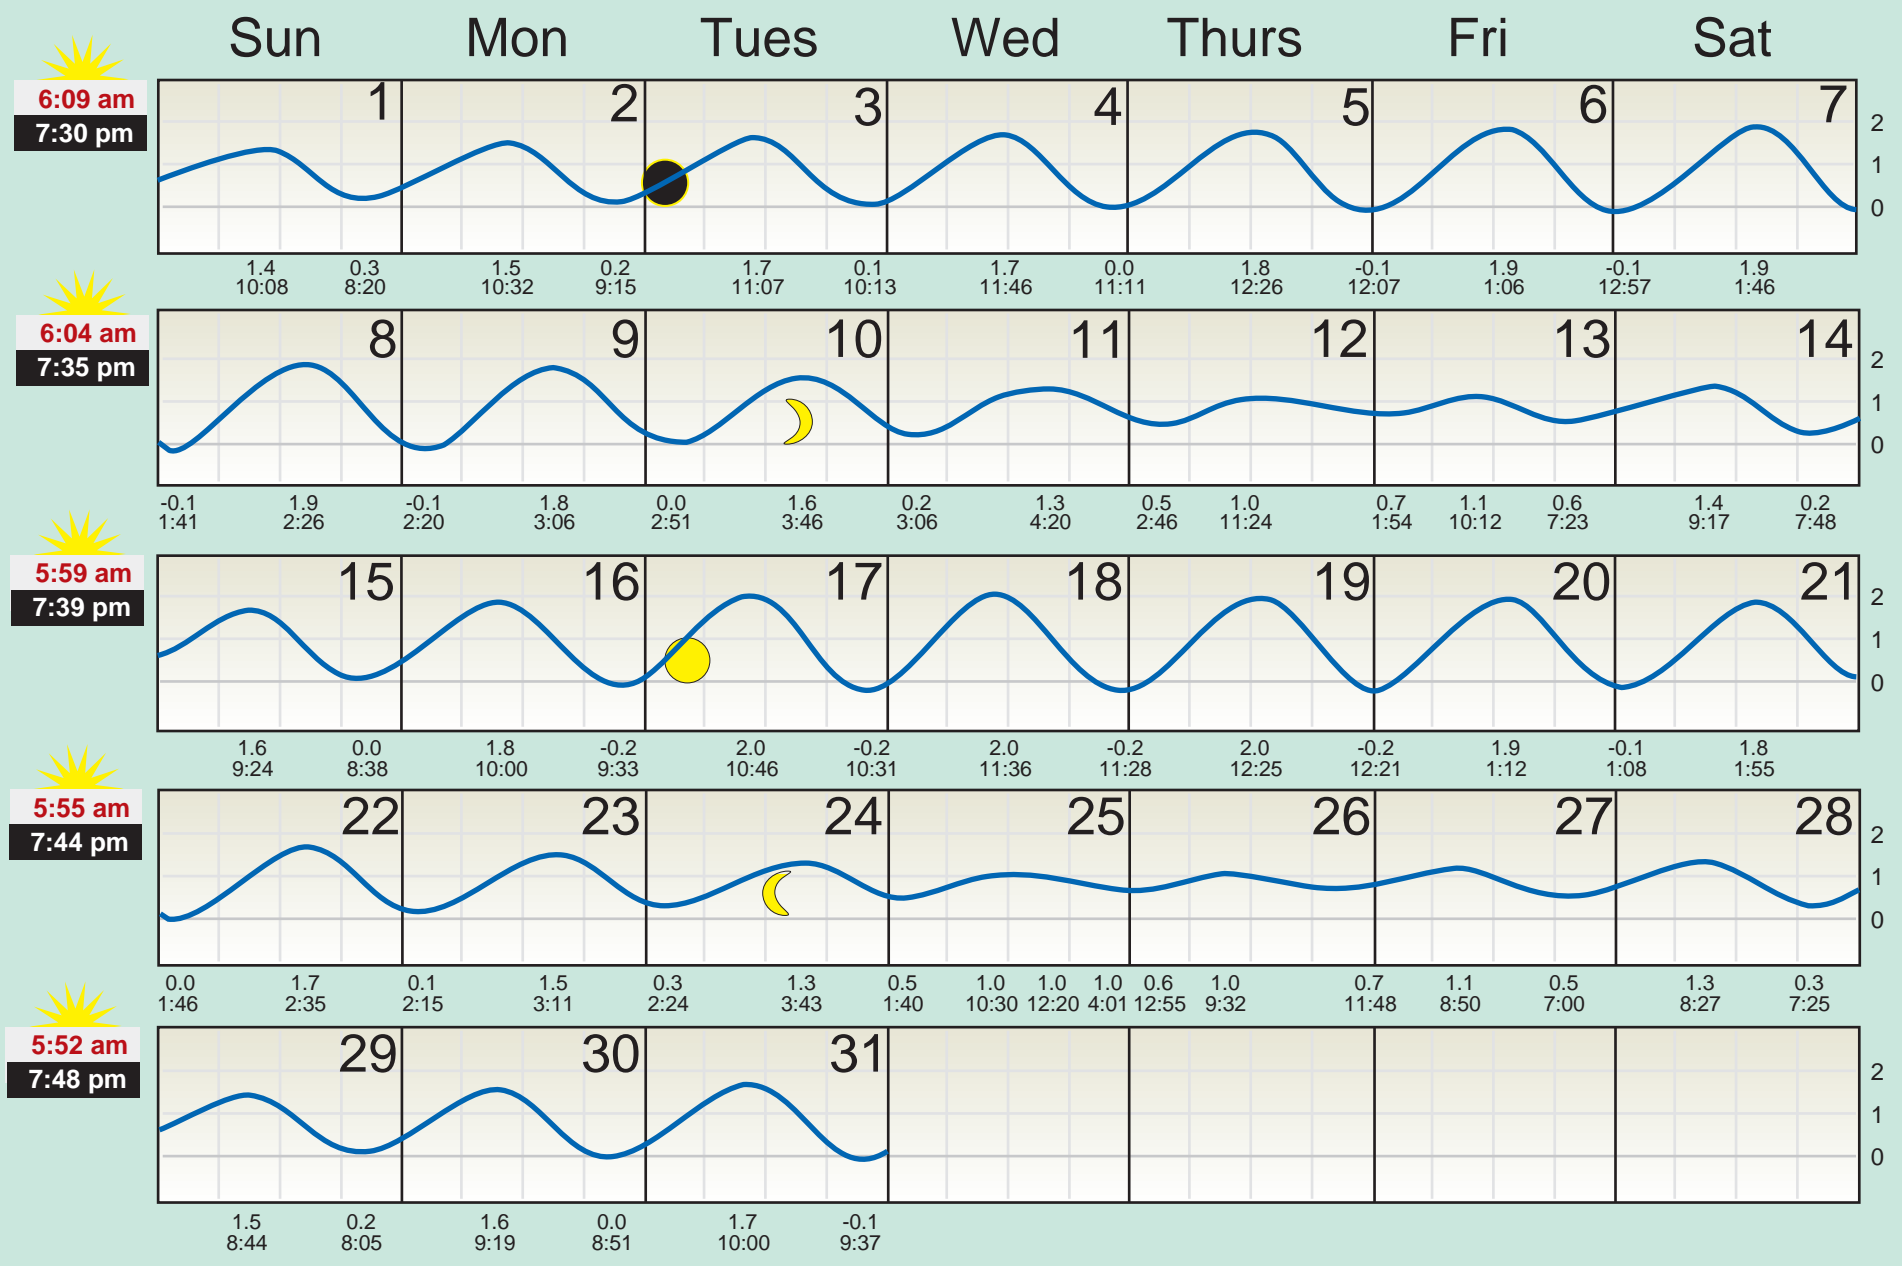 Sun Mon Tues Wed Thurs Fri Sat
6:09 am
7:30 pm
1 2 3 4 5 6 7
2
1
0
1.4 0.3 1.5 0.2 1.7 0.1 1.7 0.0 1.8 -0.1 1.9 -0.1 1.9
10:08 8:20 10:32 9:15 11:07 10:13 11:46 11:11 12:26 12:07 1:06 12:57 1:46
6:04 am
7:35 pm
8 9 10 11 12 13 14
2
1
0
-0.1 1.9 -0.1 1.8 0.0 1.6 0.2 1.3 0.5 1.0 0.7 1.1 0.6 1.4 0.2
1:41 2:26 2:20 3:06 2:51 3:46 3:06 4:20 2:46 11:24 1:54 10:12 7:23 9:17 7:48
5:59 am
7:39 pm
15 16 17 18 19 20 21
2
1
0
1.6 0.0 1.8 -0.2 2.0 -0.2 2.0 -0.2 2.0 -0.2 1.9 -0.1 1.8
9:24 8:38 10:00 9:33 10:46 10:31 11:36 11:28 12:25 12:21 1:12 1:08 1:55
5:55 am
7:44 pm
22 23 24 25 26 27 28
2
1
0
0.0 1.7 0.1 1.5 0.3 1.3 0.5 1.0 1.0 1.0 0.6 1.0 0.7 1.1 0.5 1.3 0.3
1:46 2:35 2:15 3:11 2:24 3:43 1:40 10:30 12:20 4:01 12:55 9:32 11:48 8:50 7:00 8:27 7:25
5:52 am
7:48 pm
29 30 31
2
1
0
1.5 0.2 1.6 0.0 1.7 -0.1
8:44 8:05 9:19 8:51 10:00 9:37